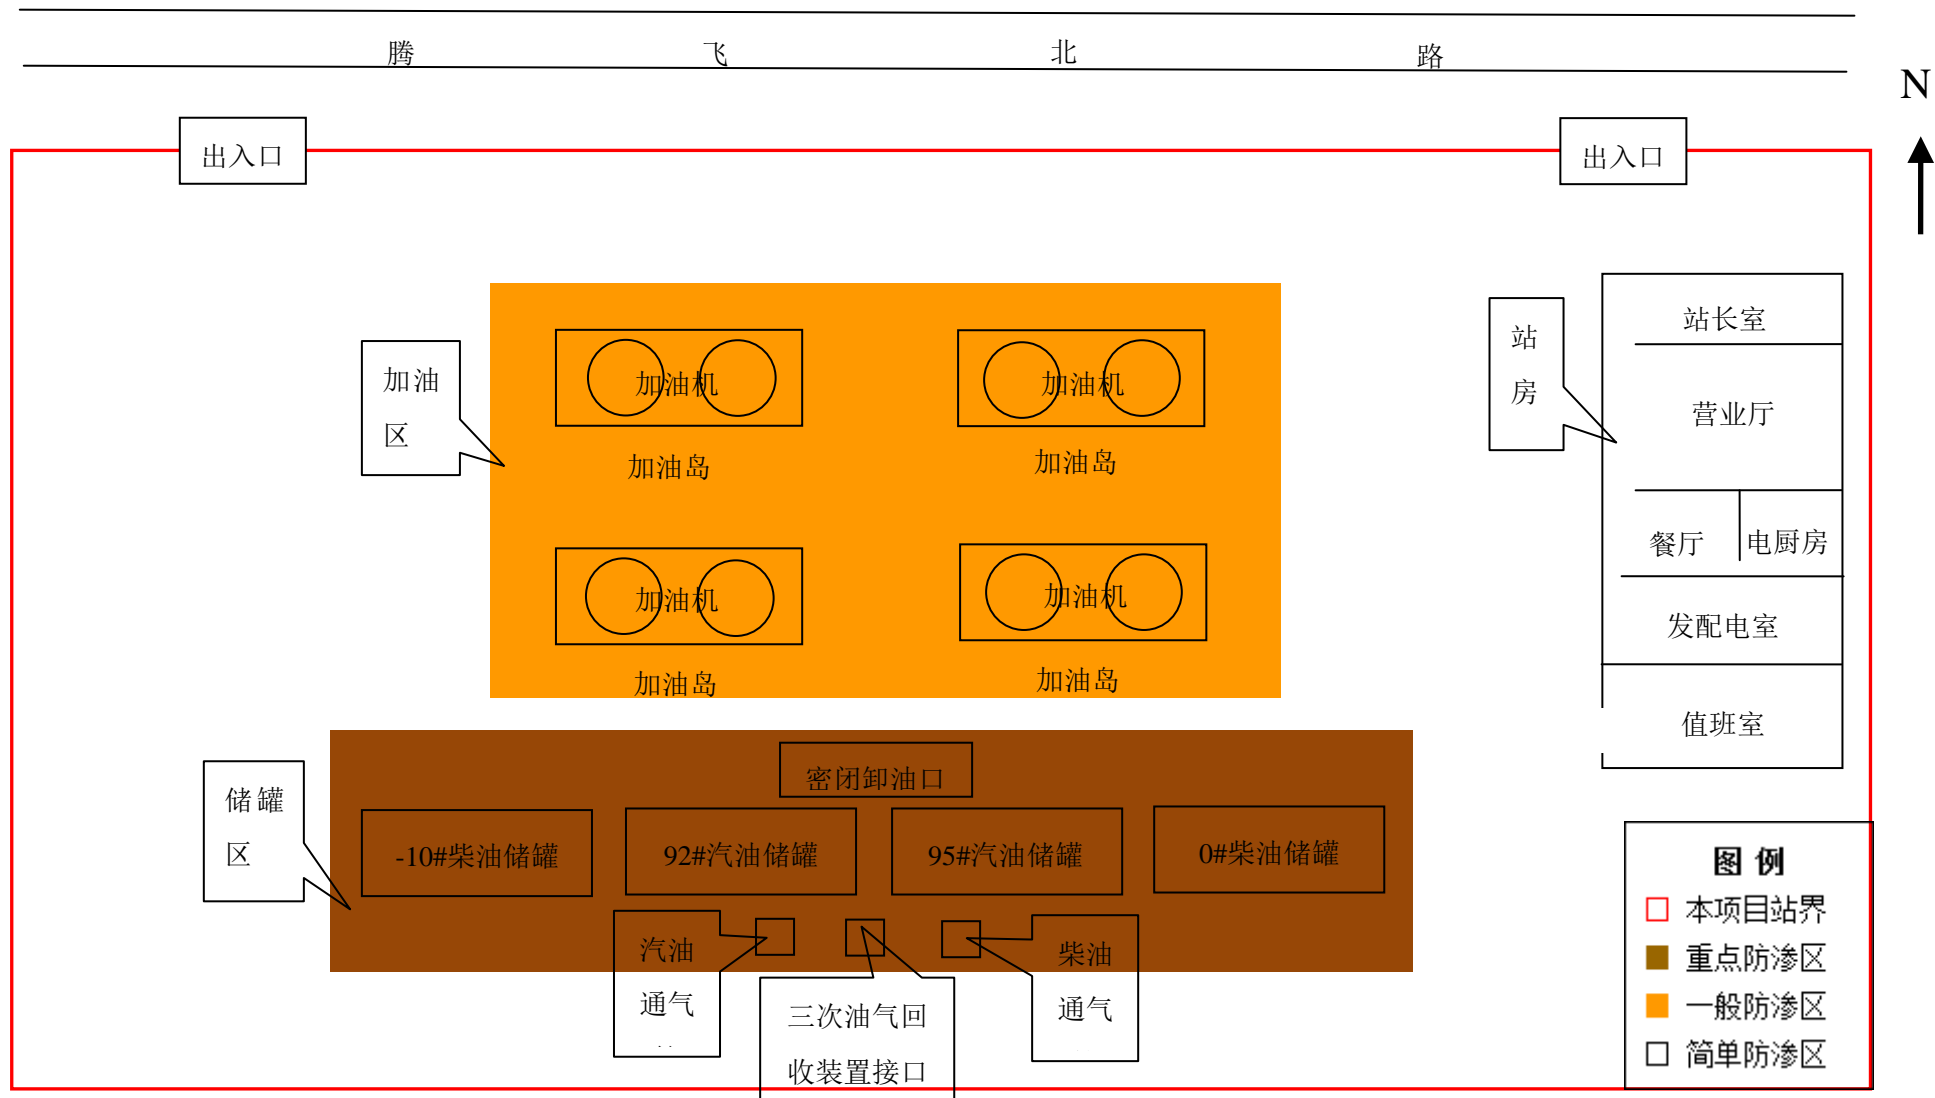 腾飞北路
N
出入口
出入口
加油
区
加油机
加油机
加油岛
加油岛
加油机
加油机
加油岛
加油岛
站
房
站长室
营业厅
餐厅
电厨房
发配电室
值班室
储罐
区
密闭卸油口
-10#柴油储罐
92#汽油储罐
95#汽油储罐
0#柴油储罐
汽油
通气
三次油气回
收装置接口
柴油
通气
图例
本项目站界
重点防渗区
一般防渗区
简单防渗区